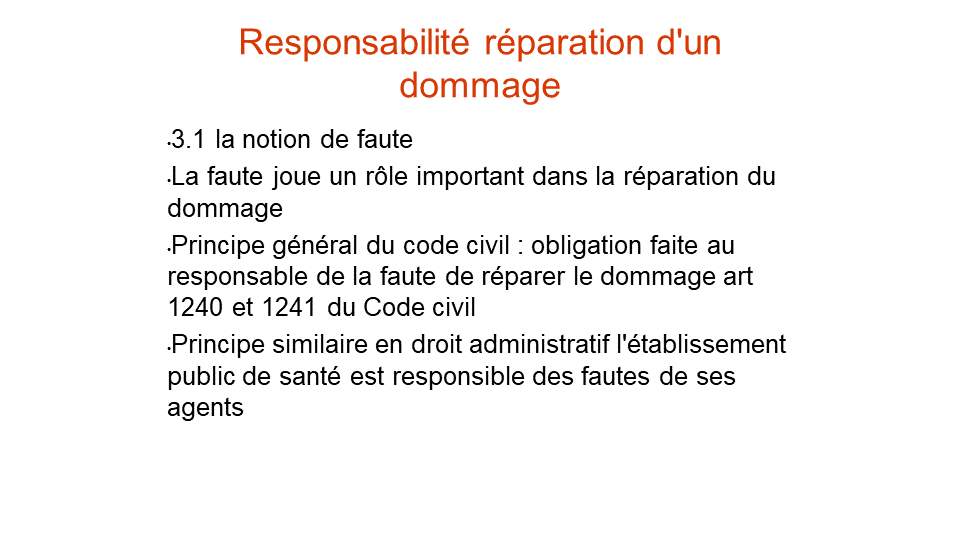 Responsabilité réparation d'un
dommage
•3.1 la notion de faute
•La faute joue un rôle important dans la réparation du
dommage
•Principe général du code civil : obligation faite au
responsable de la faute de réparer le dommage art
1240 et 1241 du Code civil
•Principe similaire en droit administratif l'établissement
public de santé est responsible des fautes de ses
agents